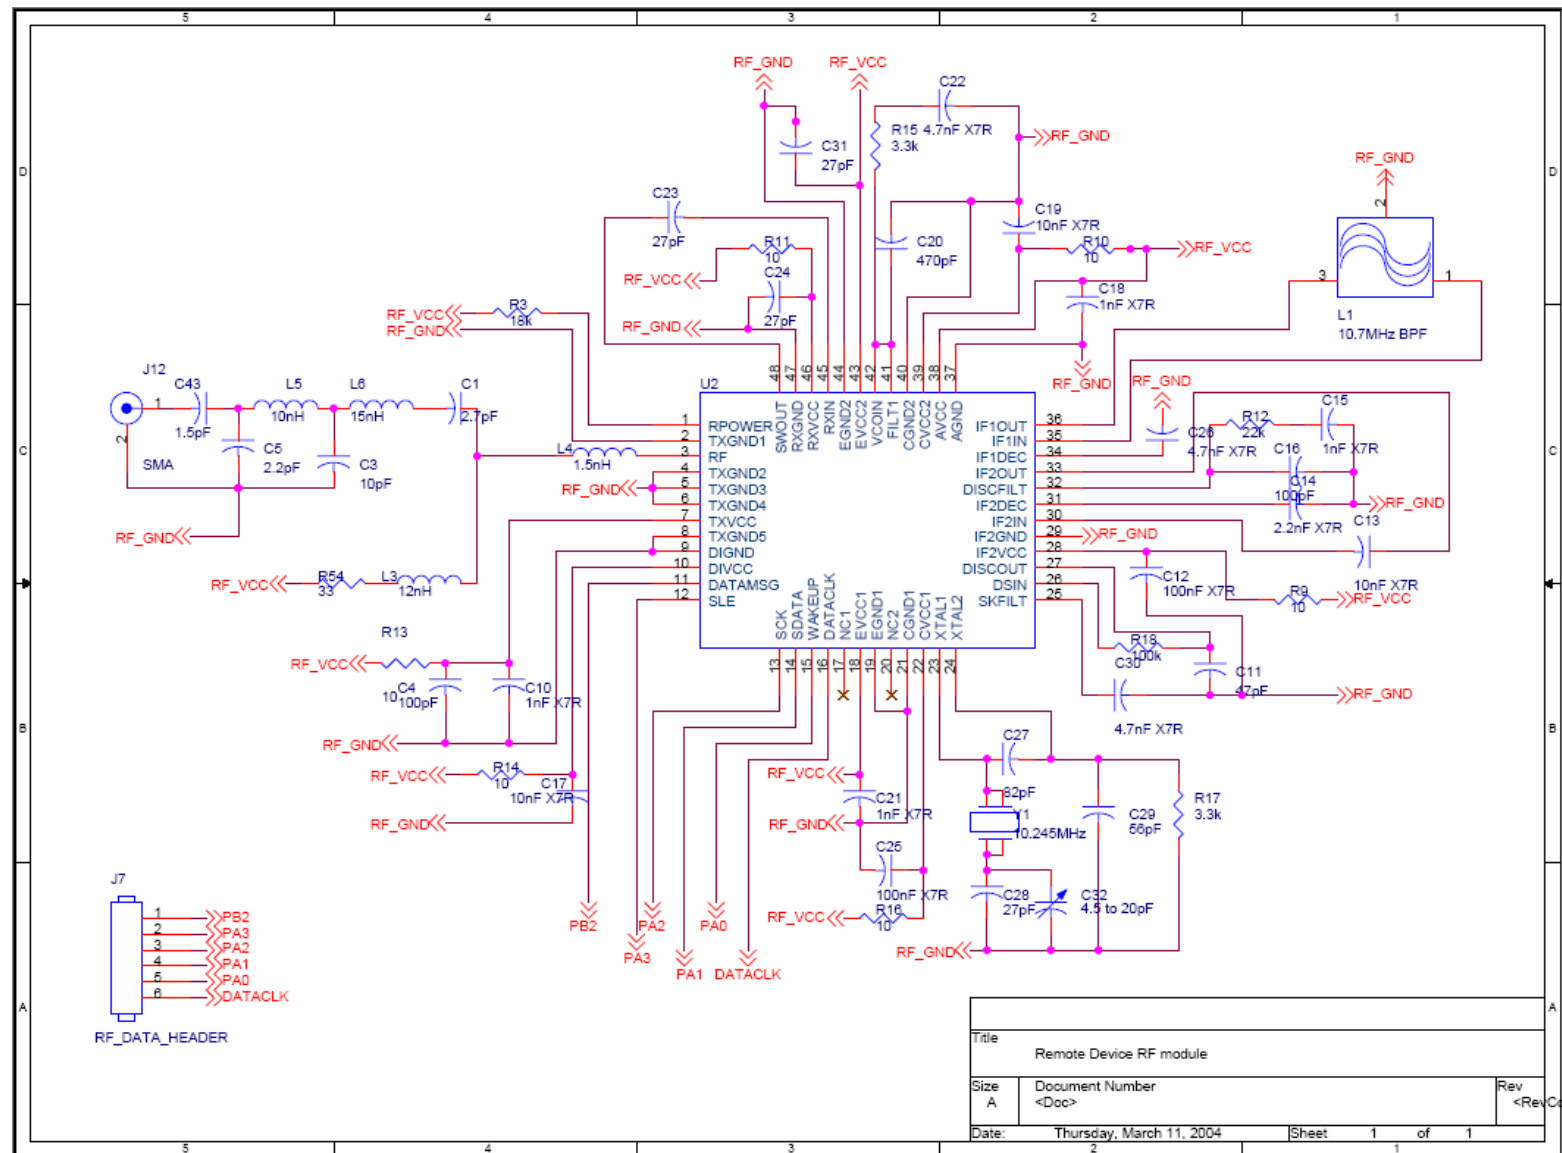 5 4 3 2 1
D
C
B
A
D
C
B
A
RF_GND
RF_VCC
C22
4.7nF X7R
R15
3.3k
RF_GND
C31
27pF
RF_GND
2
C23
27pF
C19
10nF X7R
R11
10
C20
470pF
R10
10
RF_VCC
RF_VCC
C24
27pF
C18
1nF X7R
3
1
L1
10.7MHz BPF
RF_GND
RF_VCC
RF_GND
R3
18k
RF_GND
J12
1
2
SMA
C43
1.5pF
L5
10nH
L6
15nH
C1
2.7pF
C5
2.2pF
C3
10pF
RF_GND
L4
1.5nH
RF_GND
RF_VCC
R54
33
L3
12nH
U2
48 47 46 45 44 43 42 41 40 39 38 37
SWOUT
RXGND
RXVCC
RXIN
EGND2
EVCC2
VCOIN
FILT1
CGND2
CVCC2
AVCC
AGND
1 RPOWER
2 TXGND1
3 RF
4 TXGND2
5 TXGND3
6 TXGND4
7 TXVCC
8 TXGND5
9 DIGND
10 DIVCC
11 DATAMSG
12 SLE
IF1OUT 36
IF1IN 35
IF1DEC 34
IF2OUT 33
DISCFILT 32
IF2DEC 31
IF2IN 30
IF2GND 29
IF2VCC 28
DISCOUT 27
DSIN 26
SKFILT 25
SCK
SDATA
WAKEUP
DATACLK
NC1
EVCC1
EGND1
NC2
CGND1
CVCC1
XTAL1
XTAL2
13 14 15 16 17 18 19 20 21 22 23 24
RF_GND
C26
4.7nF X7R
R12
22k
C15
1nF X7R
C16
100pF
C14
2.2nF X7R
RF_GND
C13
10nF X7R
RF_GND
C12
100nF X7R
R9
10
RF_VCC
R18
100k
C30
4.7nF X7R
C11
47pF
RF_GND
R13
10
RF_VCC
C4
100pF
C10
1nF X7R
RF_GND
RF_VCC
R14
10
C17
10nF X7R
RF_GND
RF_VCC
C21
1nF X7R
RF_GND
C25
100nF X7R
RF_VCC
R16
10
C27
82pF
Y1
10.245MHz
C29
56pF
R17
3.3k
C28
27pF
C32
4.5 to 20pF
RF_GND
PB2
PA3
PA2
PA1
PA0
DATACLK
J7
1 PB2
2 PA3
3 PA2
4 PA1
5 PA0
6 DATACLK
RF_DATA_HEADER
Title
Remote Device RF module
Size
A
Document Number
<Doc>
Rev
Date: Thursday, March 11, 2004 Sheet 1 of 1
5 4 3 2 1